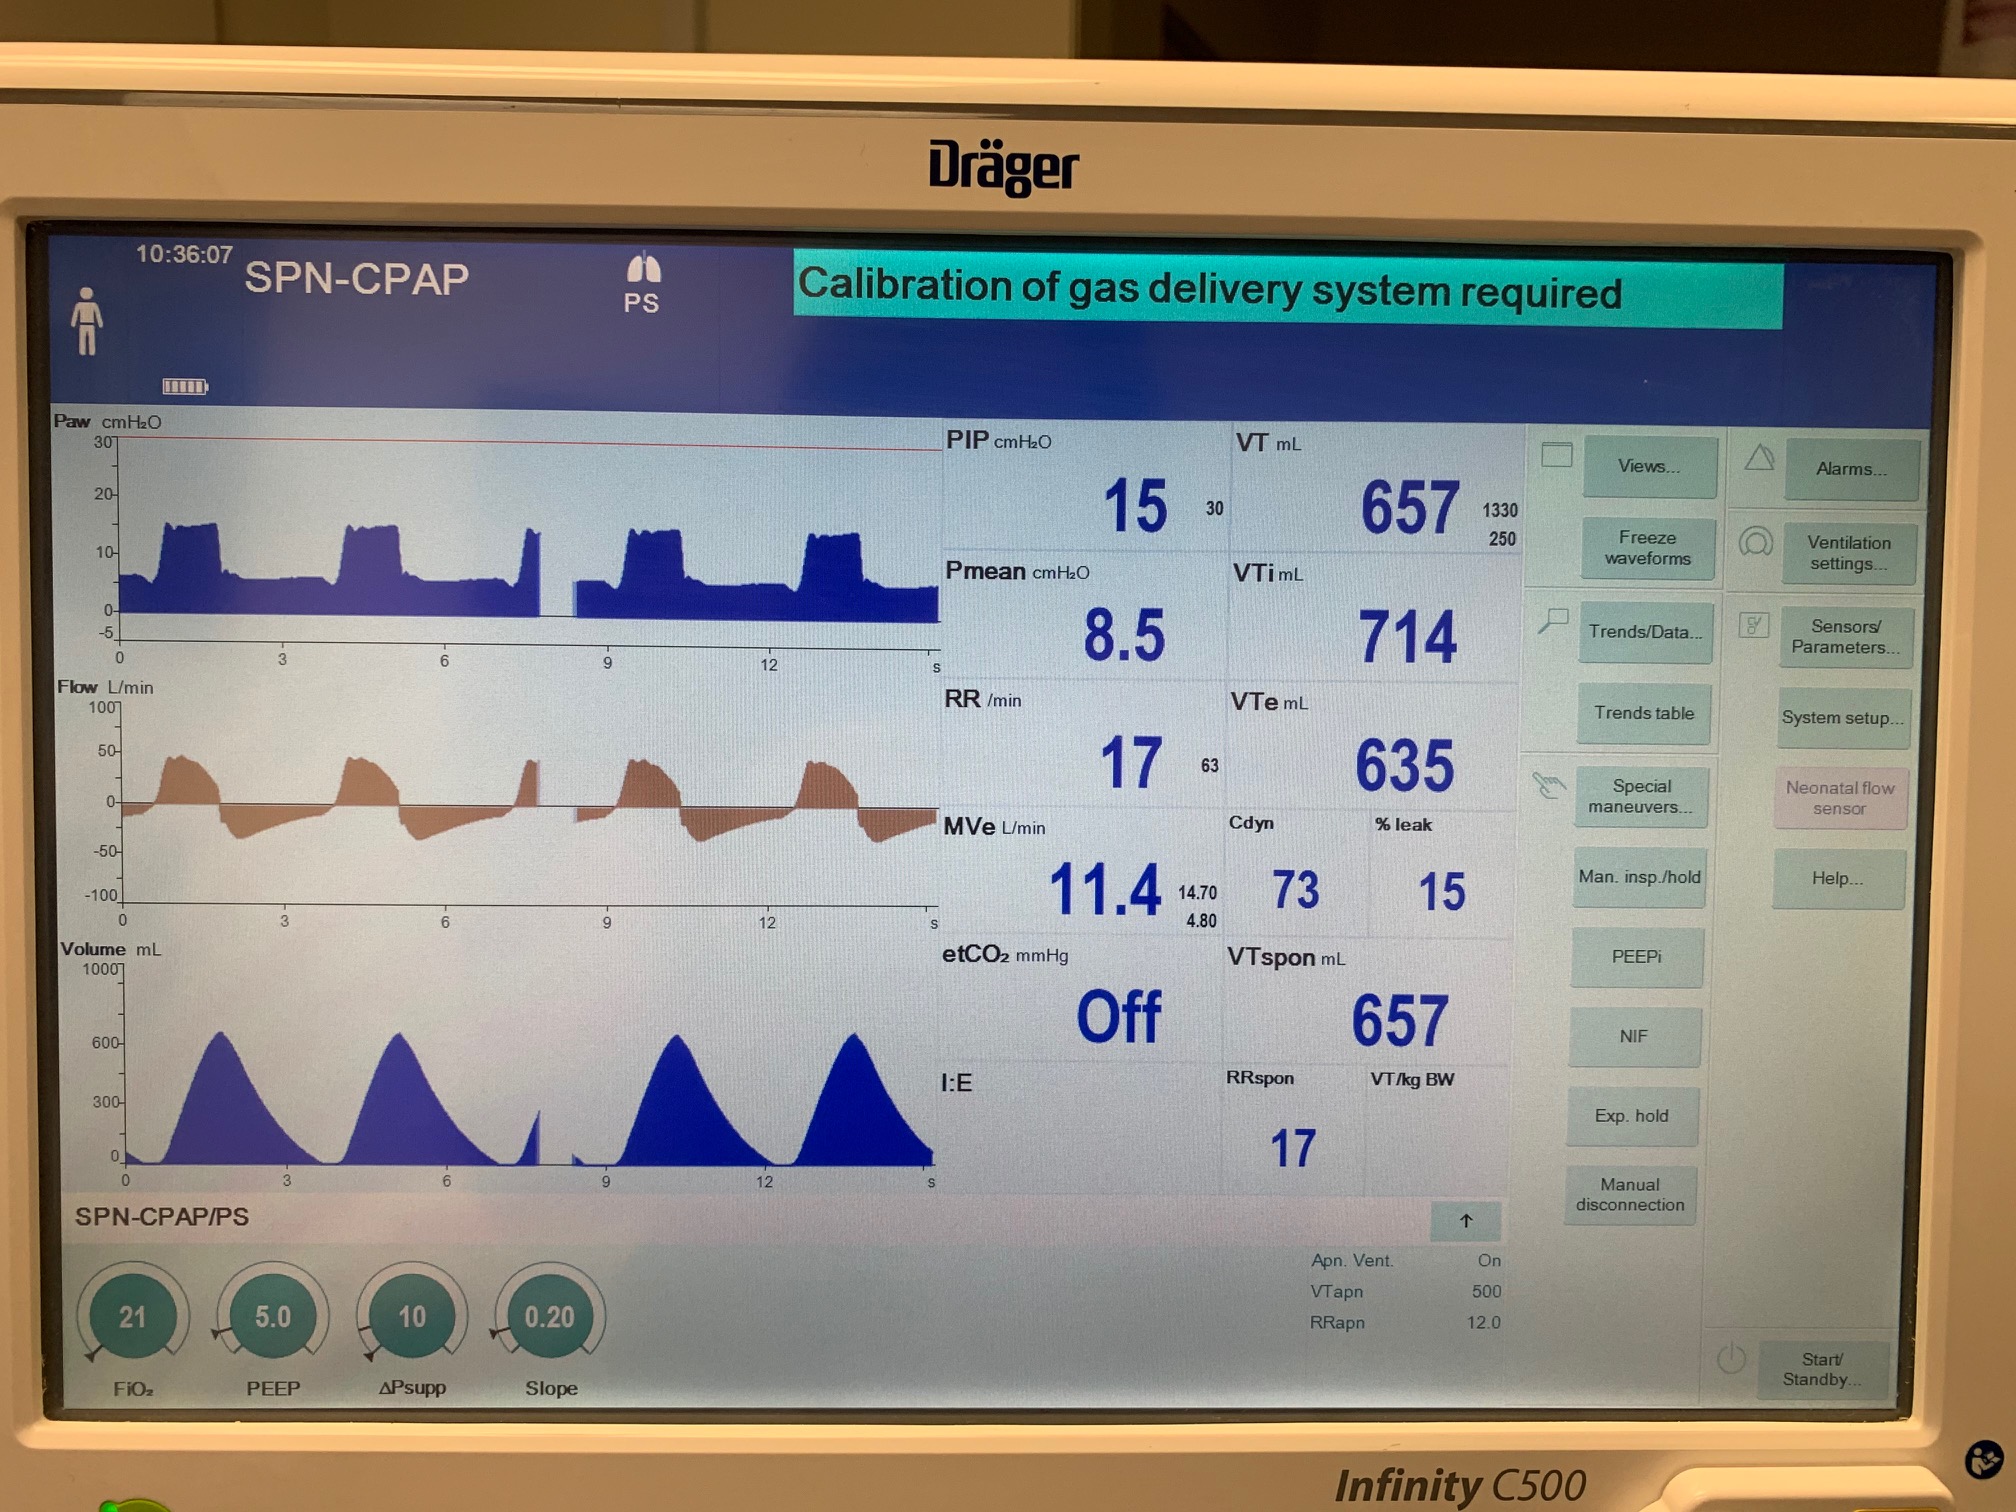 Dräger
10:36:07
SPN-CPAP
PS
Calibration of gas delivery system required
Paw cmH₂O
30
20
10
0
-5
0 3 6 9 12 s
Flow L/min
100
50
0
-50
-100
0 3 6 9 12 s
Volume mL
1000
600
300
0
0 3 6 9 12 s
PIP cmH₂O
15 30
VT mL
657 1330
250
Pmean cmH₂O
8.5
VTi mL
714
RR /min
17 63
VTe mL
635
MVe L/min
11.4 14.70
4.80
Cdyn
73
% leak
15
etCO₂ mmHg
Off
VTspon mL
657
I:E
RRspon
17
VT/kg BW
Views...
Freeze
waveforms
Trends/Data...
Trends table
Special
maneuvers...
Man. insp./hold
PEEPi
NIF
Exp. hold
Manual
disconnection
Alarms...
Ventilation
settings...
Sensors/
Parameters...
System setup...
Neonatal flow
sensor
Help...
Start/
Standby...
SPN-CPAP/PS
21
FiO₂
5.0
PEEP
10
ΔPsupp
0.20
Slope
Apn. Vent. On
VTapn 500
RRapn 12.0
Infinity C500